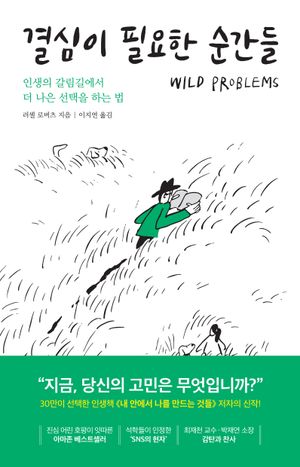 결심이 필요한 순간들
WILD PROBLEMS
인생의 갈림길에서
더 나은 선택을 하는 법
러셀 로버츠 지음 | 이지연 옮김
“지금, 당신의 고민은 무엇입니까?”
30만이 선택한 인생책 《내 안에서 나를 만드는 것들》 저자의 신작!
진심 어린 호평이 잇따른
아마존 베스트셀러
석학들이 인정한
‘SNS의 현자’
최재천 교수·박재연 소장
감탄과 찬사